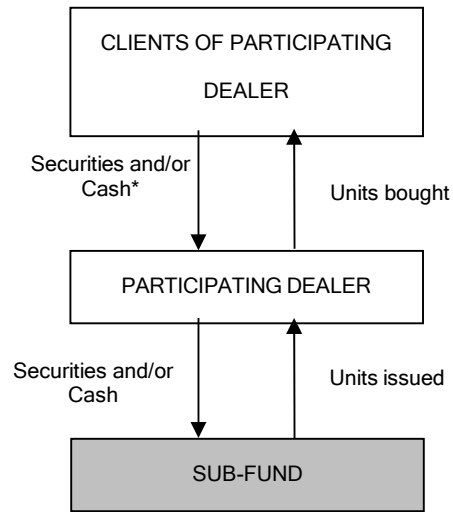 CLIENTS OF PARTICIPATING
DEALER
Securities and/or
Cash*
Units bought
PARTICIPATING DEALER
Securities and/or
Cash
Units issued
SUB-FUND